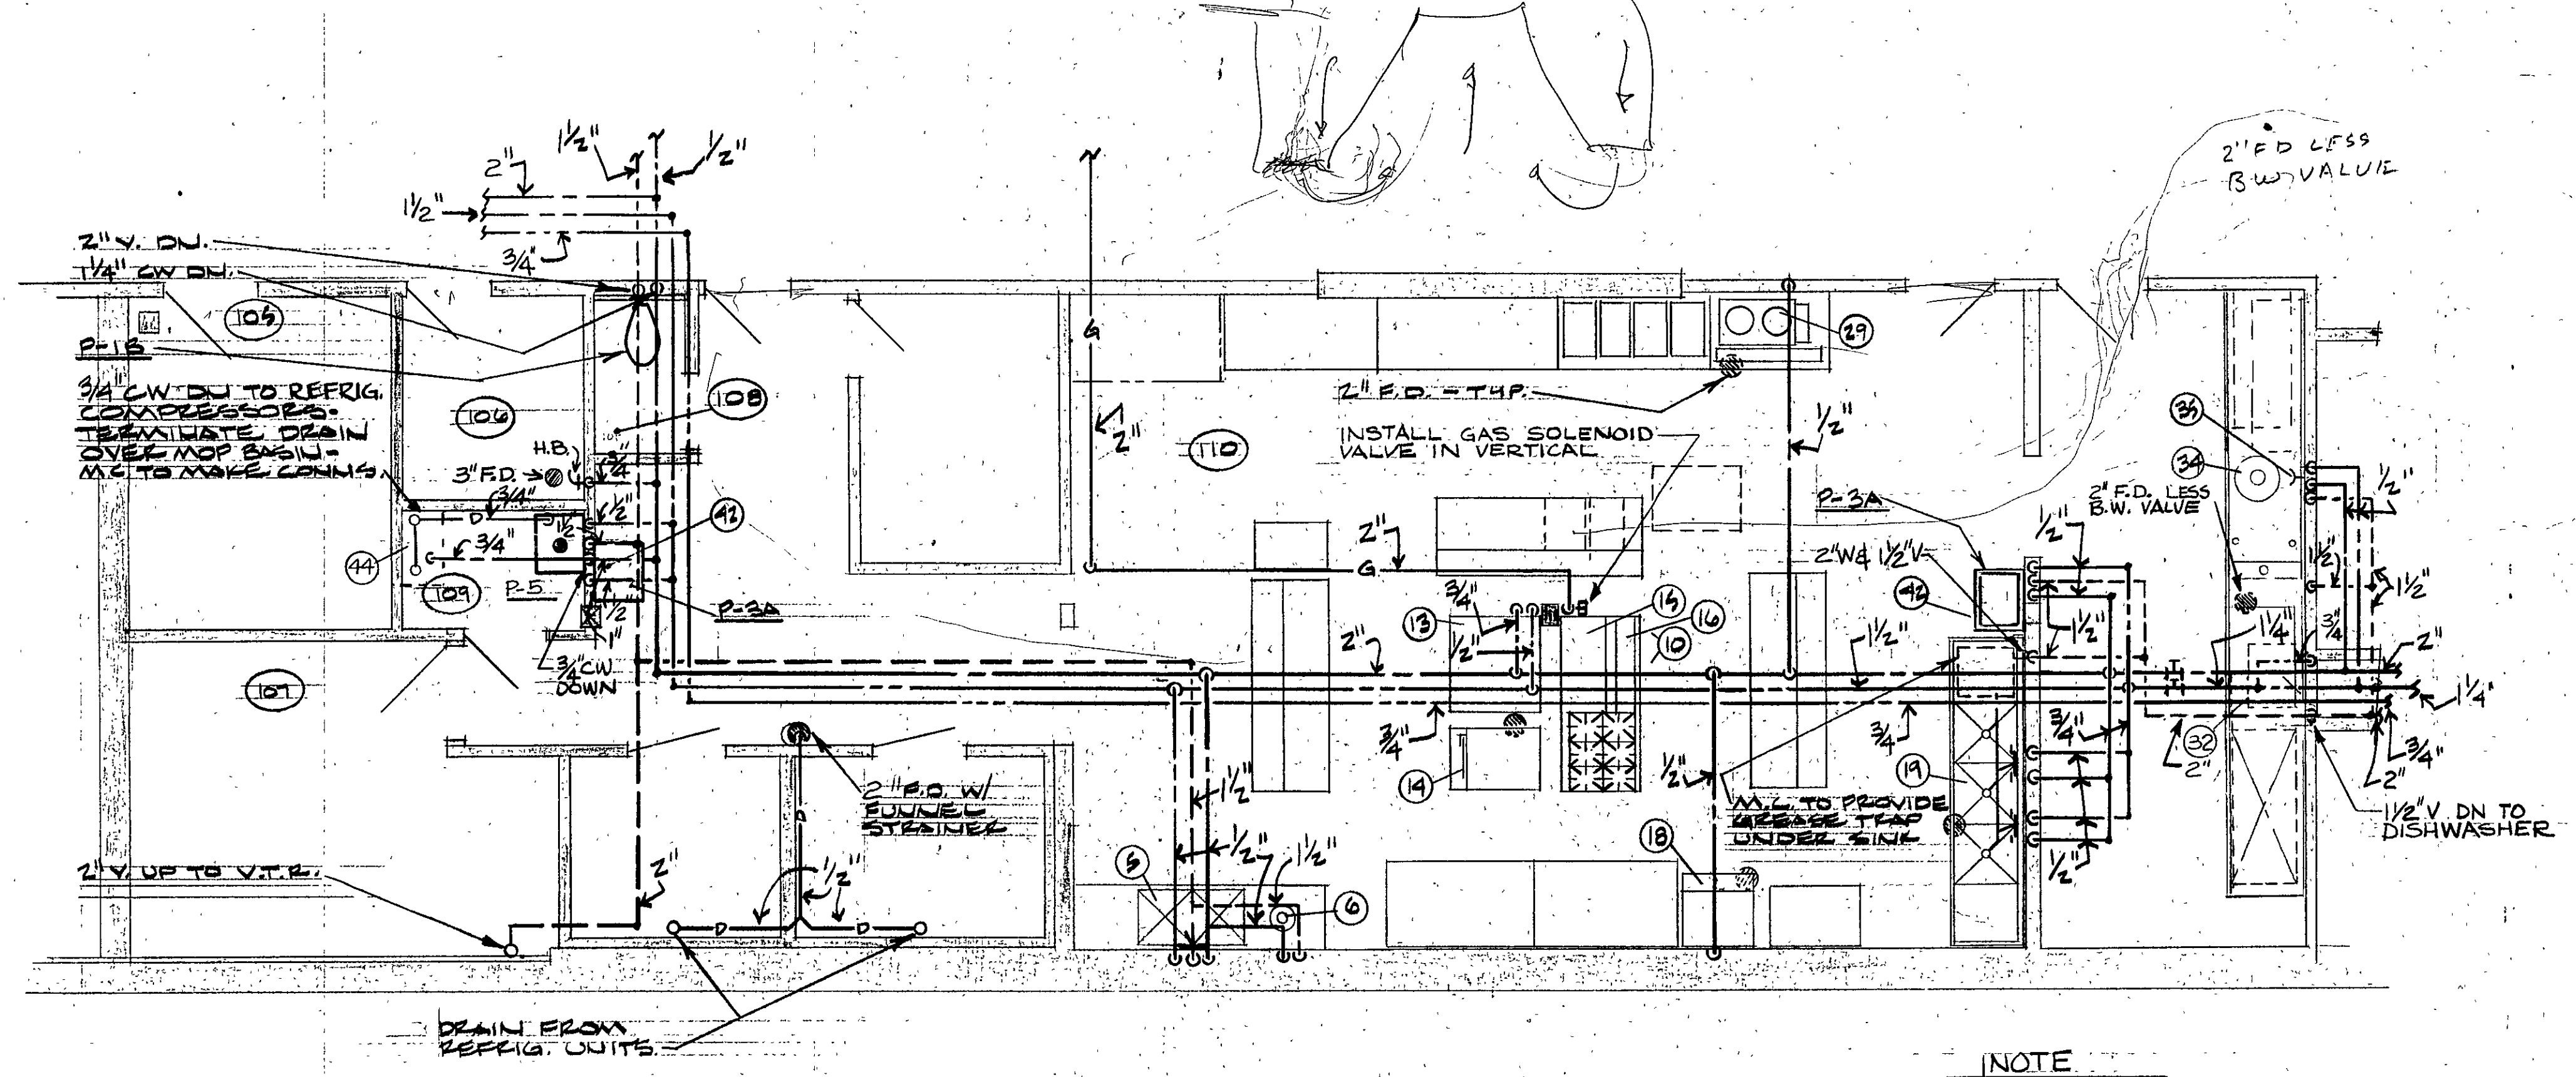 2" FD LESS
B.W. VALVE
1½"
2"
1½"
½"
¾"
2" V. DN.
1¼" CW DN.
105
P-1B
¾" CW DN TO REFRIG.
COMPRESSORS-
TERMINATE DRAIN
OVER MOP BASIN-
M.C. TO MAKE CONNS.
106
108
H.B.
¾"
3" F.D.
¾"
D
½"
1½"
42
¾"
44
109
P-5
½"
1"
P-3A
¾" CW
DOWN
107
G
2"
110
29
2" F.D. - TYP.
INSTALL GAS SOLENOID
VALVE IN VERTICAL
½"
2"
G
35
34
2" F.D. LESS
B.W. VALVE
½"
1½"
1½"
P-3A
½"
2"W & 1½"V
42
1½"
13
¾"
½"
15
16
10
2"
1½"
1¼"
¾"
2"
1¼"
¾"
¾"
¾"
14
½"
19
32
2"
¾"
2"
1½" V DN TO
DISHWASHER
M.C. TO PROVIDE
GREASE TRAP
UNDER SINK
½"
2" F.D. W/
FUNNEL
STRAINER
D
2" V. UP TO V.T.R.
2"
½"
D
D
1½"
½"
1½"
5
6
18
DRAIN FROM
REFRIG. UNITS
NOTE